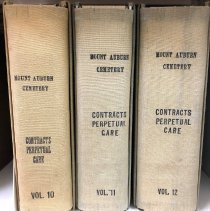 MOUNT AUBURN
CEMETERY
CONTRACTS
PERPETUAL
CARE
VOL. 10
MOUNT AUBURN
CEMETERY
CONTRACTS
PERPETUAL
CARE
VOL. 11
MOUNT AUBURN
CEMETERY
CONTRACTS
PERPETUAL
CARE
VOL. 12